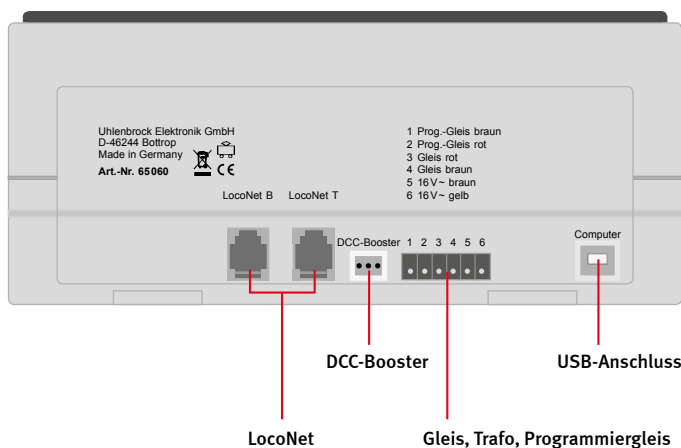 Uhlenbrock Elektronik GmbH
D-46244 Bottrop
Made in Germany
Art.-Nr. 65060
CE
1 Prog.-Gleis braun
2 Prog.-Gleis rot
3 Gleis rot
4 Gleis braun
5 16V~ braun
6 16V~ gelb
LocoNet B LocoNet T
DCC-Booster 1 2 3 4 5 6
Computer
DCC-Booster
USB-Anschluss
LocoNet
Gleis, Trafo, Programmiergleis